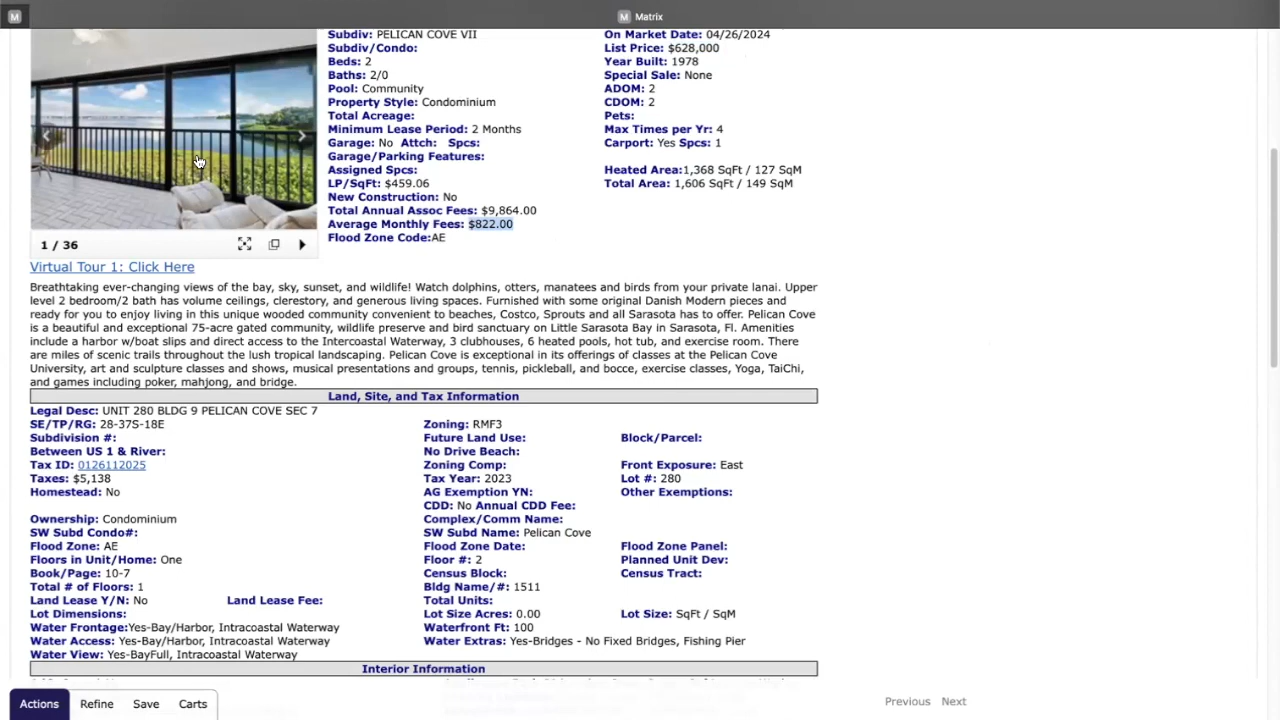 M
M Matrix
Subdiv: PELICAN COVE VII
On Market Date: 04/26/2024
Subdiv/Condo:
List Price: $628,000
Beds: 2
Year Built: 1978
Baths: 2/0
Special Sale: None
Pool: Community
ADOM: 2
Property Style: Condominium
CDOM: 2
Total Acreage:
Pets:
Minimum Lease Period: 2 Months
Max Times per Yr: 4
Garage: No Attch: Spcs:
Carport: Yes Spcs: 1
Garage/Parking Features:
Assigned Spcs:
Heated Area:1,368 SqFt / 127 SqM
LP/SqFt: $459.06
Total Area: 1,606 SqFt / 149 SqM
New Construction: No
Total Annual Assoc Fees: $9,864.00
Average Monthly Fees: $822.00
Flood Zone Code:AE
1 / 36
Virtual Tour 1: Click Here
Breathtaking ever-changing views of the bay, sky, sunset, and wildlife! Watch dolphins, otters, manatees and birds from your private lanai. Upper
level 2 bedroom/2 bath has volume ceilings, clerestory, and generous living spaces. Furnished with some original Danish Modern pieces and
ready for you to enjoy living in this unique wooded community convenient to beaches, Costco, Sprouts and all Sarasota has to offer. Pelican Cove
is a beautiful and exceptional 75-acre gated community, wildlife preserve and bird sanctuary on Little Sarasota Bay in Sarasota, Fl. Amenities
include a harbor w/boat slips and direct access to the Intercoastal Waterway, 3 clubhouses, 6 heated pools, hot tub, and exercise room. There
are miles of scenic trails throughout the lush tropical landscaping. Pelican Cove is exceptional in its offerings of classes at the Pelican Cove
University, art and sculpture classes and shows, musical presentations and groups, tennis, pickleball, and bocce, exercise classes, Yoga, TaiChi,
and games including poker, mahjong, and bridge.
Land, Site, and Tax Information
Legal Desc: UNIT 280 BLDG 9 PELICAN COVE SEC 7
SE/TP/RG: 28-37S-18E
Zoning: RMF3
Subdivision #:
Future Land Use:
Block/Parcel:
Between US 1 & River:
No Drive Beach:
Tax ID: 0126112025
Zoning Comp:
Front Exposure: East
Taxes: $5,138
Tax Year: 2023
Lot #: 280
Homestead: No
AG Exemption YN:
Other Exemptions:
CDD: No Annual CDD Fee:
Ownership: Condominium
Complex/Comm Name:
SW Subd Condo#:
SW Subd Name: Pelican Cove
Flood Zone: AE
Flood Zone Date:
Flood Zone Panel:
Floors in Unit/Home: One
Floor #: 2
Planned Unit Dev:
Book/Page: 10-7
Census Block:
Census Tract:
Total # of Floors: 1
Bldg Name/#: 1511
Land Lease Y/N: No
Land Lease Fee:
Total Units:
Lot Dimensions:
Lot Size Acres: 0.00
Lot Size: SqFt / SqM
Water Frontage:Yes-Bay/Harbor, Intracoastal Waterway
Waterfront Ft: 100
Water Access: Yes-Bay/Harbor, Intracoastal Waterway
Water Extras: Yes-Bridges - No Fixed Bridges, Fishing Pier
Water View: Yes-BayFull, Intracoastal Waterway
Interior Information
Actions
Refine
Save
Carts
Previous
Next